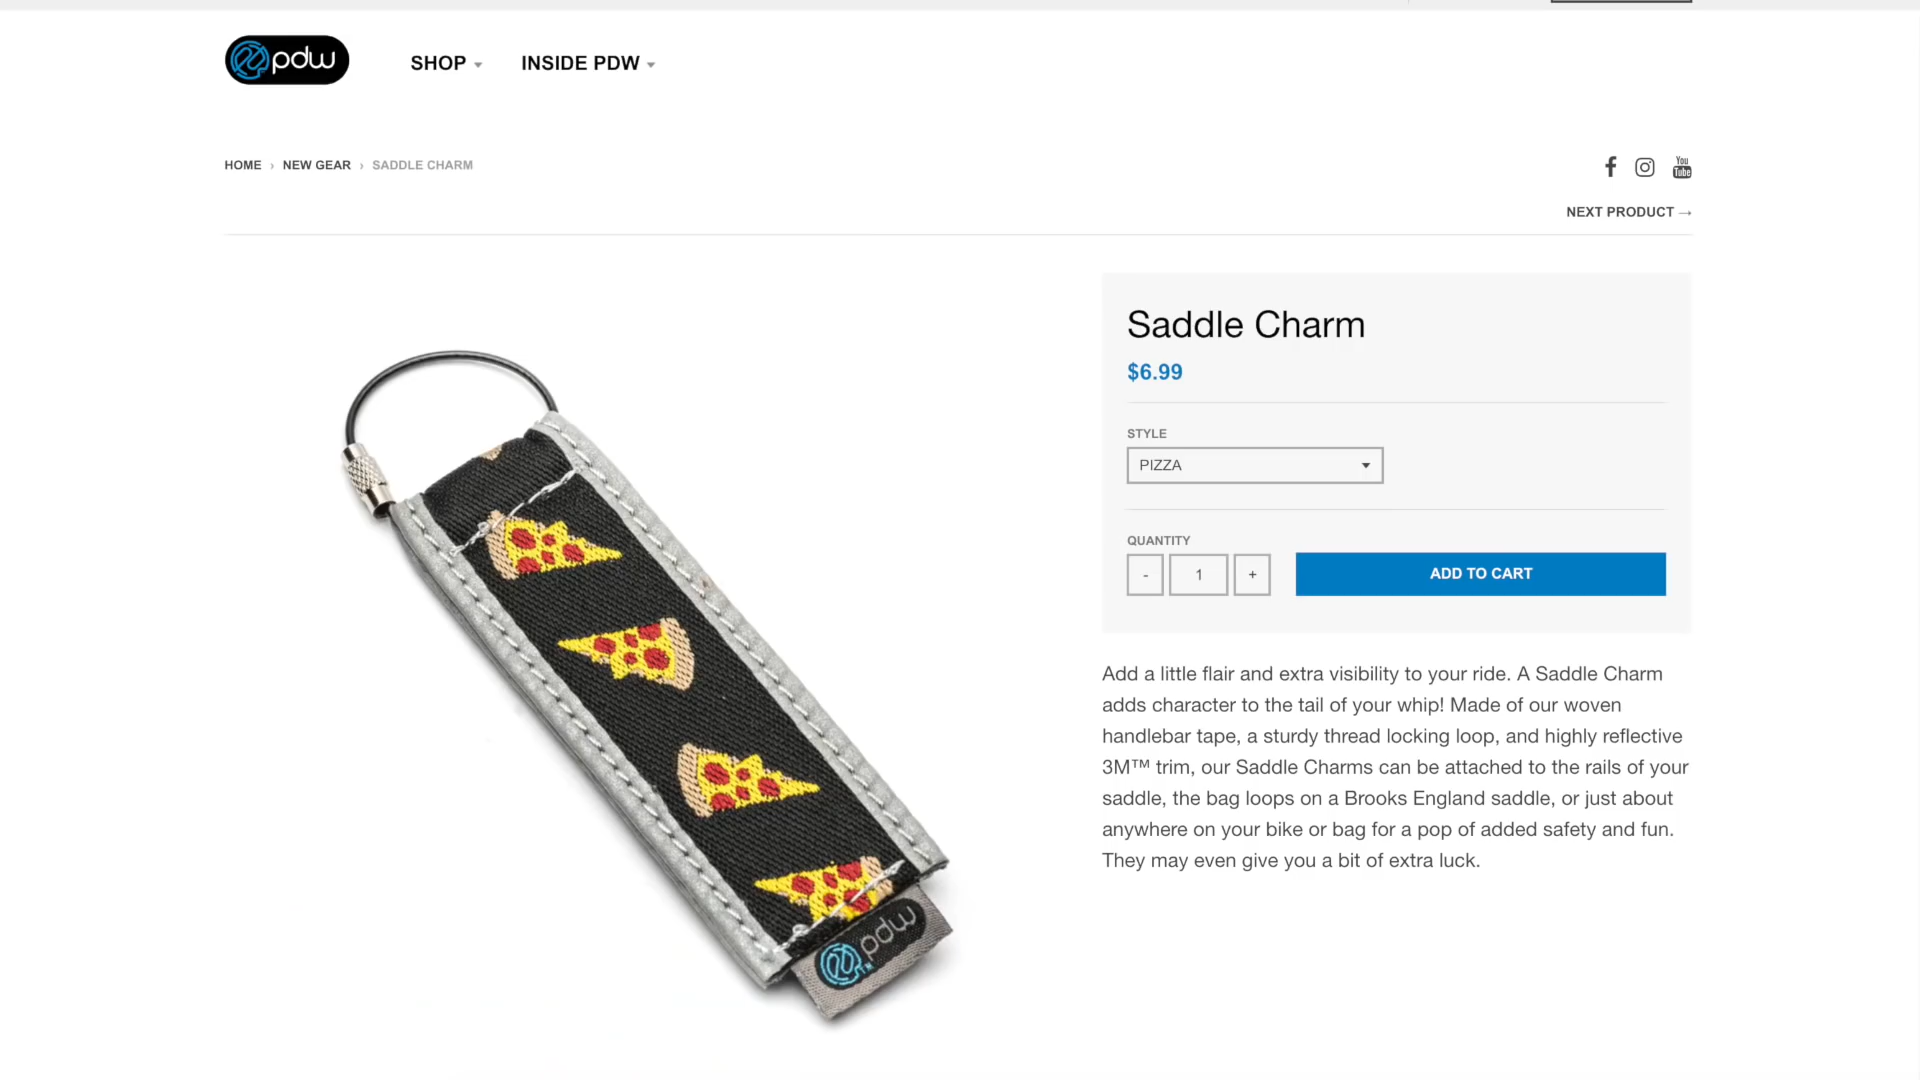 pdw
SHOP
INSIDE PDW
HOME › NEW GEAR › SADDLE CHARM
You
Tube
NEXT PRODUCT →
Saddle Charm
$6.99
STYLE
PIZZA
QUANTITY
- 1 +
ADD TO CART
Add a little flair and extra visibility to your ride. A Saddle Charm
adds character to the tail of your whip! Made of our woven
handlebar tape, a sturdy thread locking loop, and highly reflective
3M™ trim, our Saddle Charms can be attached to the rails of your
saddle, the bag loops on a Brooks England saddle, or just about
anywhere on your bike or bag for a pop of added safety and fun.
They may even give you a bit of extra luck.
pdw
TM